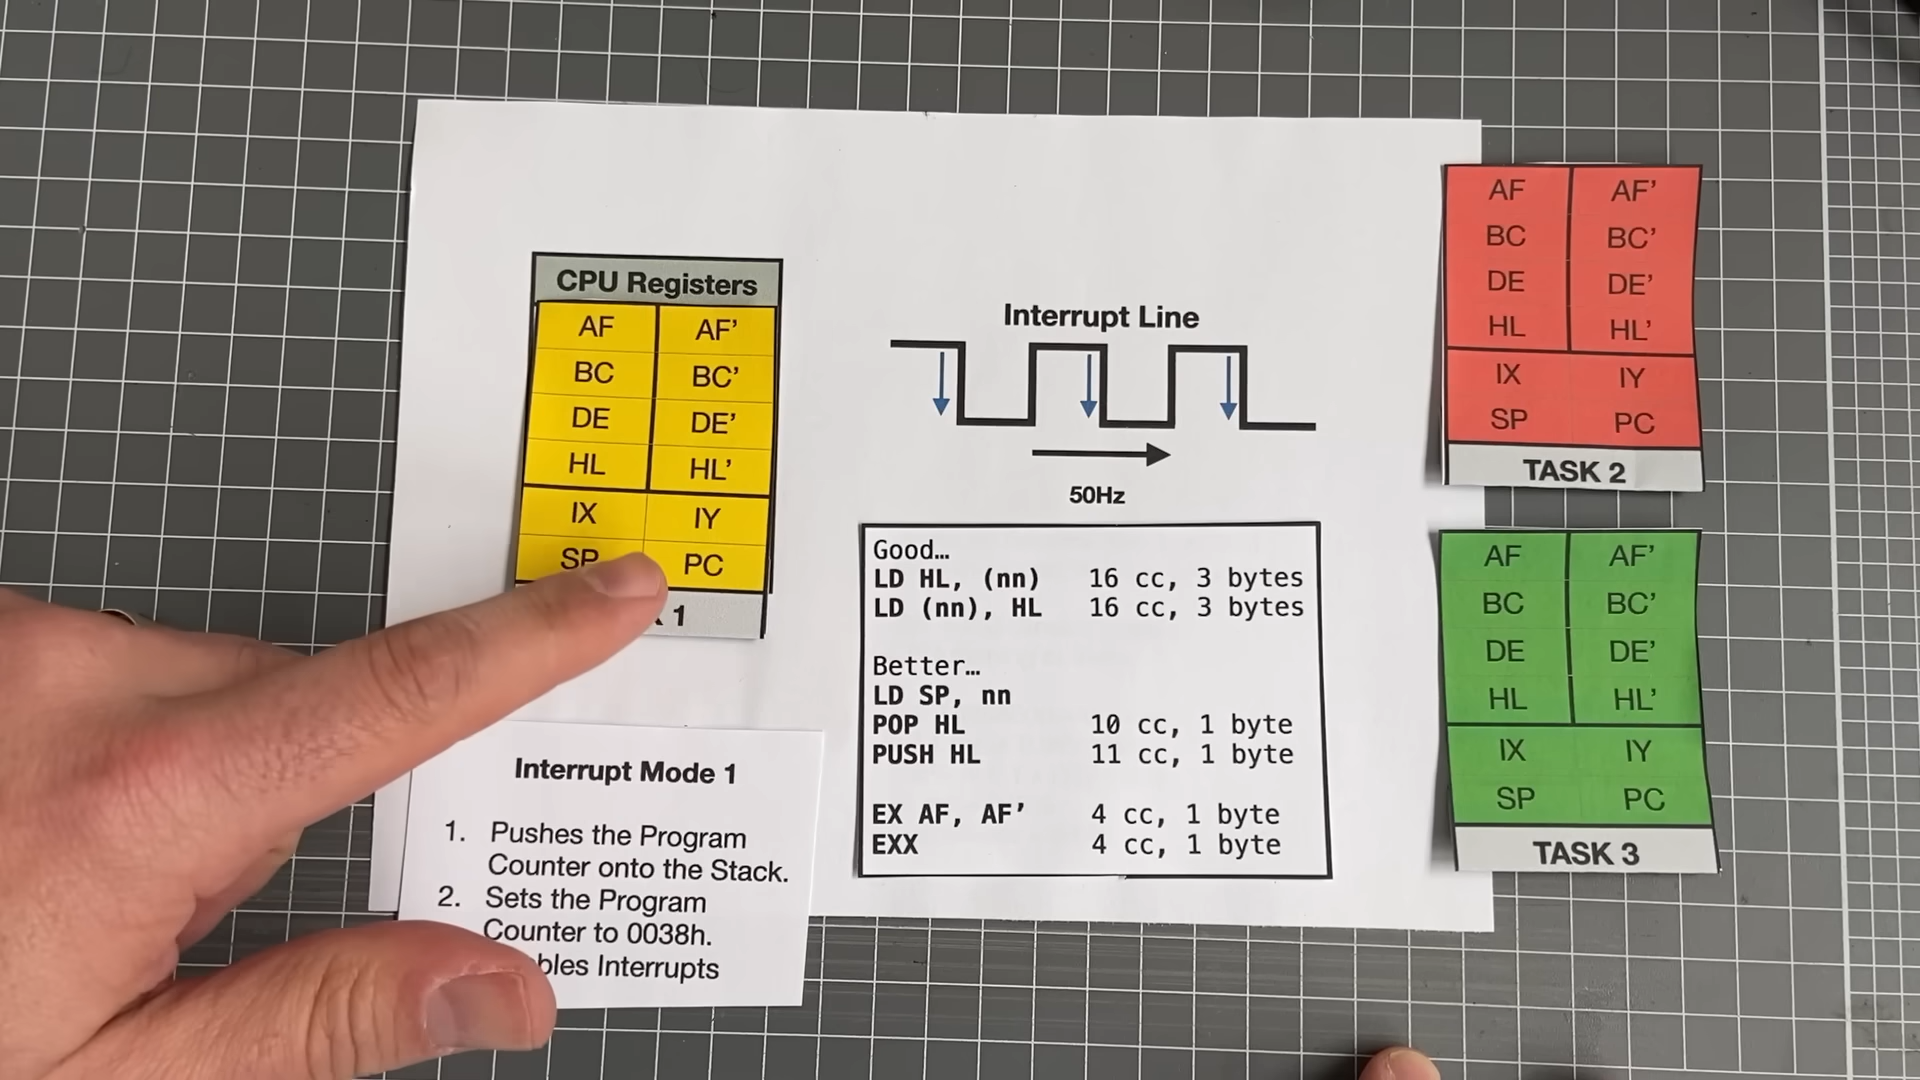 CPU Registers
AF AF’
BC BC’
DE DE’
HL HL’
IX IY
SP PC
1
Interrupt Line
50Hz
Good…
LD HL, (nn) 16 cc, 3 bytes
LD (nn), HL 16 cc, 3 bytes
Better…
LD SP, nn
POP HL 10 cc, 1 byte
PUSH HL 11 cc, 1 byte
EX AF, AF’ 4 cc, 1 byte
EXX 4 cc, 1 byte
Interrupt Mode 1
1. Pushes the Program
Counter onto the Stack.
2. Sets the Program
Counter to 0038h.
Interrupts
AF AF’
BC BC’
DE DE’
HL HL’
IX IY
SP PC
TASK 2
AF AF’
BC BC’
DE DE’
HL HL’
IX IY
SP PC
TASK 3